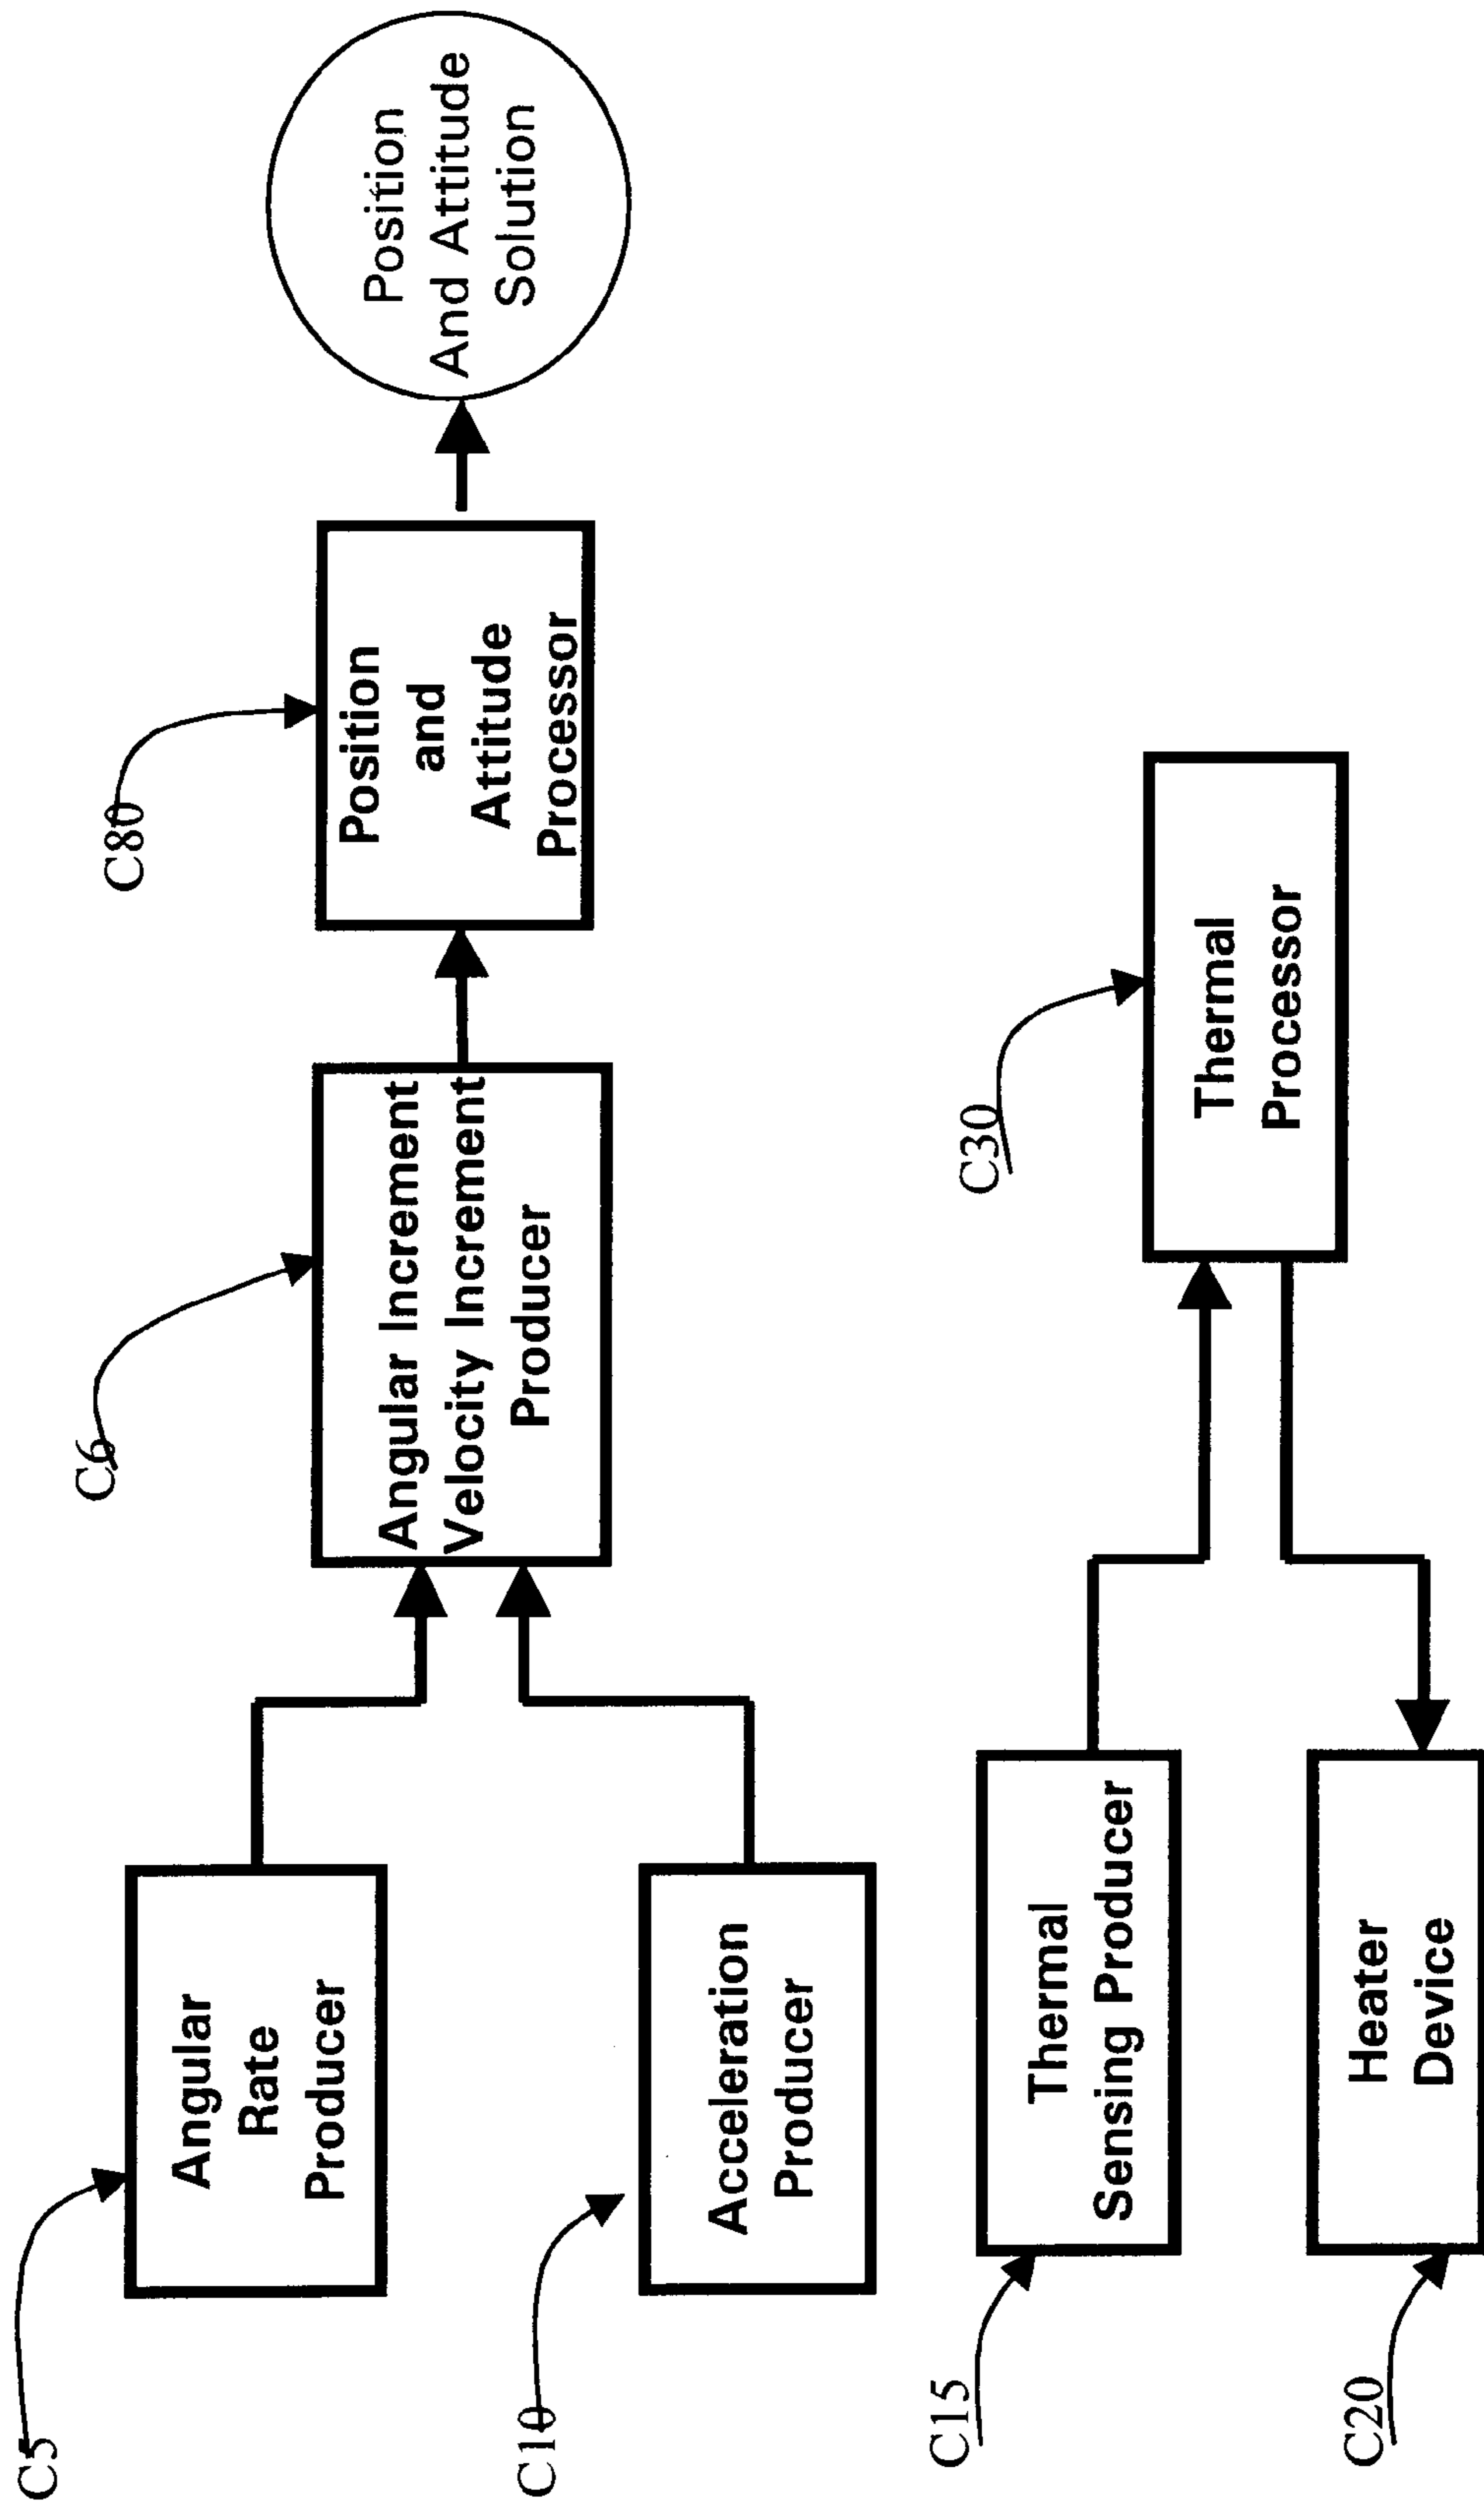 C5
Angular
Rate
Producer
C10
Acceleration
Producer
C6
Angular Increment
Velocity Increment
Producer
C80
Position
and
Attitude
Processor
Position
And Attitude
Solution
C15
Thermal
Sensing Producer
C20
Heater
Device
C30
Thermal
Processor